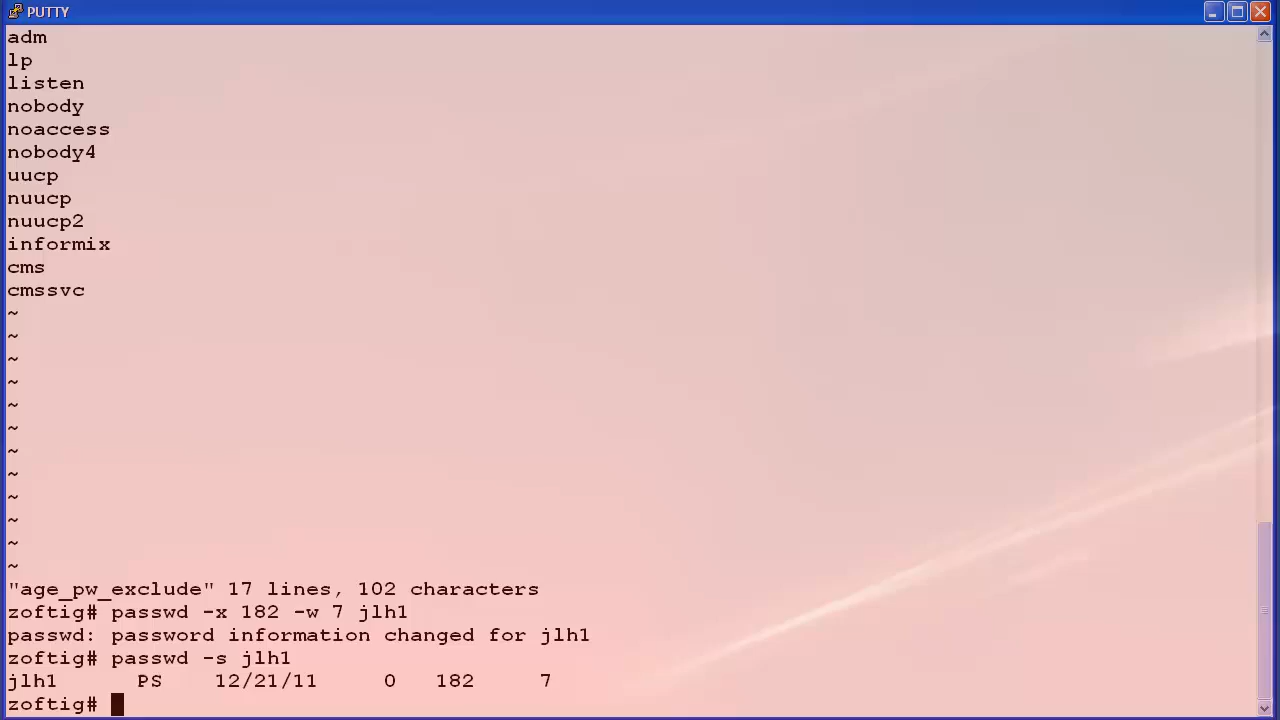 PUTTY
adm
lp
listen
nobody
noaccess
nobody4
uucp
nuucp
nuucp2
informix
cms
cmssvc
~
~
~
~
~
~
~
~
~
~
~
~
"age_pw_exclude" 17 lines, 102 characters
zoftig# passwd -x 182 -w 7 jlh1
passwd: password information changed for jlh1
zoftig# passwd -s jlh1
jlh1 PS 12/21/11 0 182 7
zoftig#